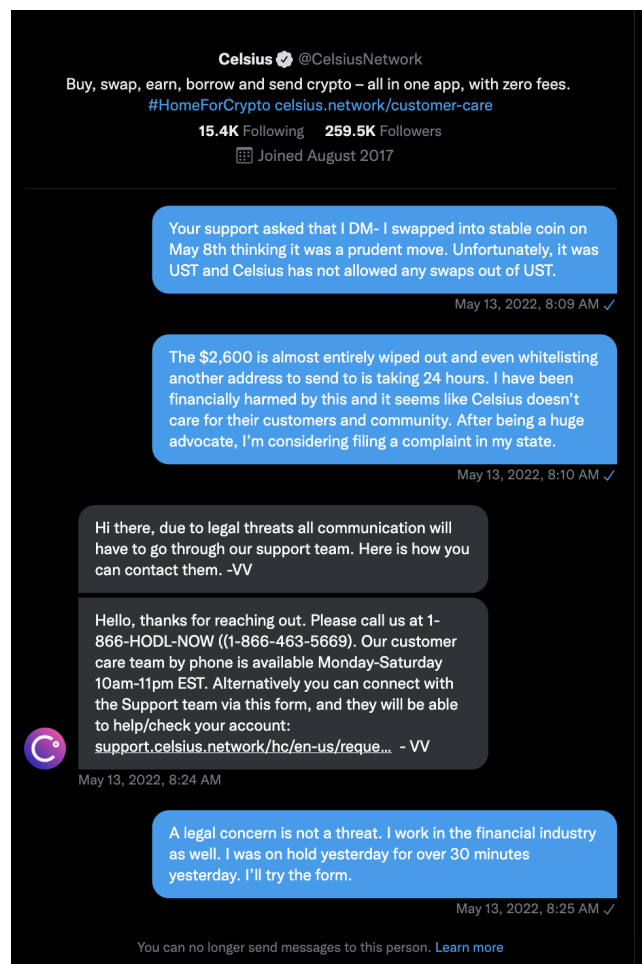 Celsius @CelsiusNetwork
Buy, swap, earn, borrow and send crypto – all in one app, with zero fees.
#HomeForCrypto celsius.network/customer-care
15.4K Following 259.5K Followers
Joined August 2017
Your support asked that I DM- I swapped into stable coin on
May 8th thinking it was a prudent move. Unfortunately, it was
UST and Celsius has not allowed any swaps out of UST.
May 13, 2022, 8:09 AM
The $2,600 is almost entirely wiped out and even whitelisting
another address to send to is taking 24 hours. I have been
financially harmed by this and it seems like Celsius doesn't
care for their customers and community. After being a huge
advocate, I'm considering filing a complaint in my state.
May 13, 2022, 8:10 AM
Hi there, due to legal threats all communication will
have to go through our support team. Here is how you
can contact them. -VV
Hello, thanks for reaching out. Please call us at 1-
866-HODL-NOW ((1-866-463-5669). Our customer
care team by phone is available Monday-Saturday
10am-11pm EST. Alternatively you can connect with
the Support team via this form, and they will be able
to help/check your account:
support.celsius.network/hc/en-us/reque... - VV
May 13, 2022, 8:24 AM
A legal concern is not a threat. I work in the financial industry
as well. I was on hold yesterday for over 30 minutes
yesterday. I'll try the form.
May 13, 2022, 8:25 AM
You can no longer send messages to this person. Learn more